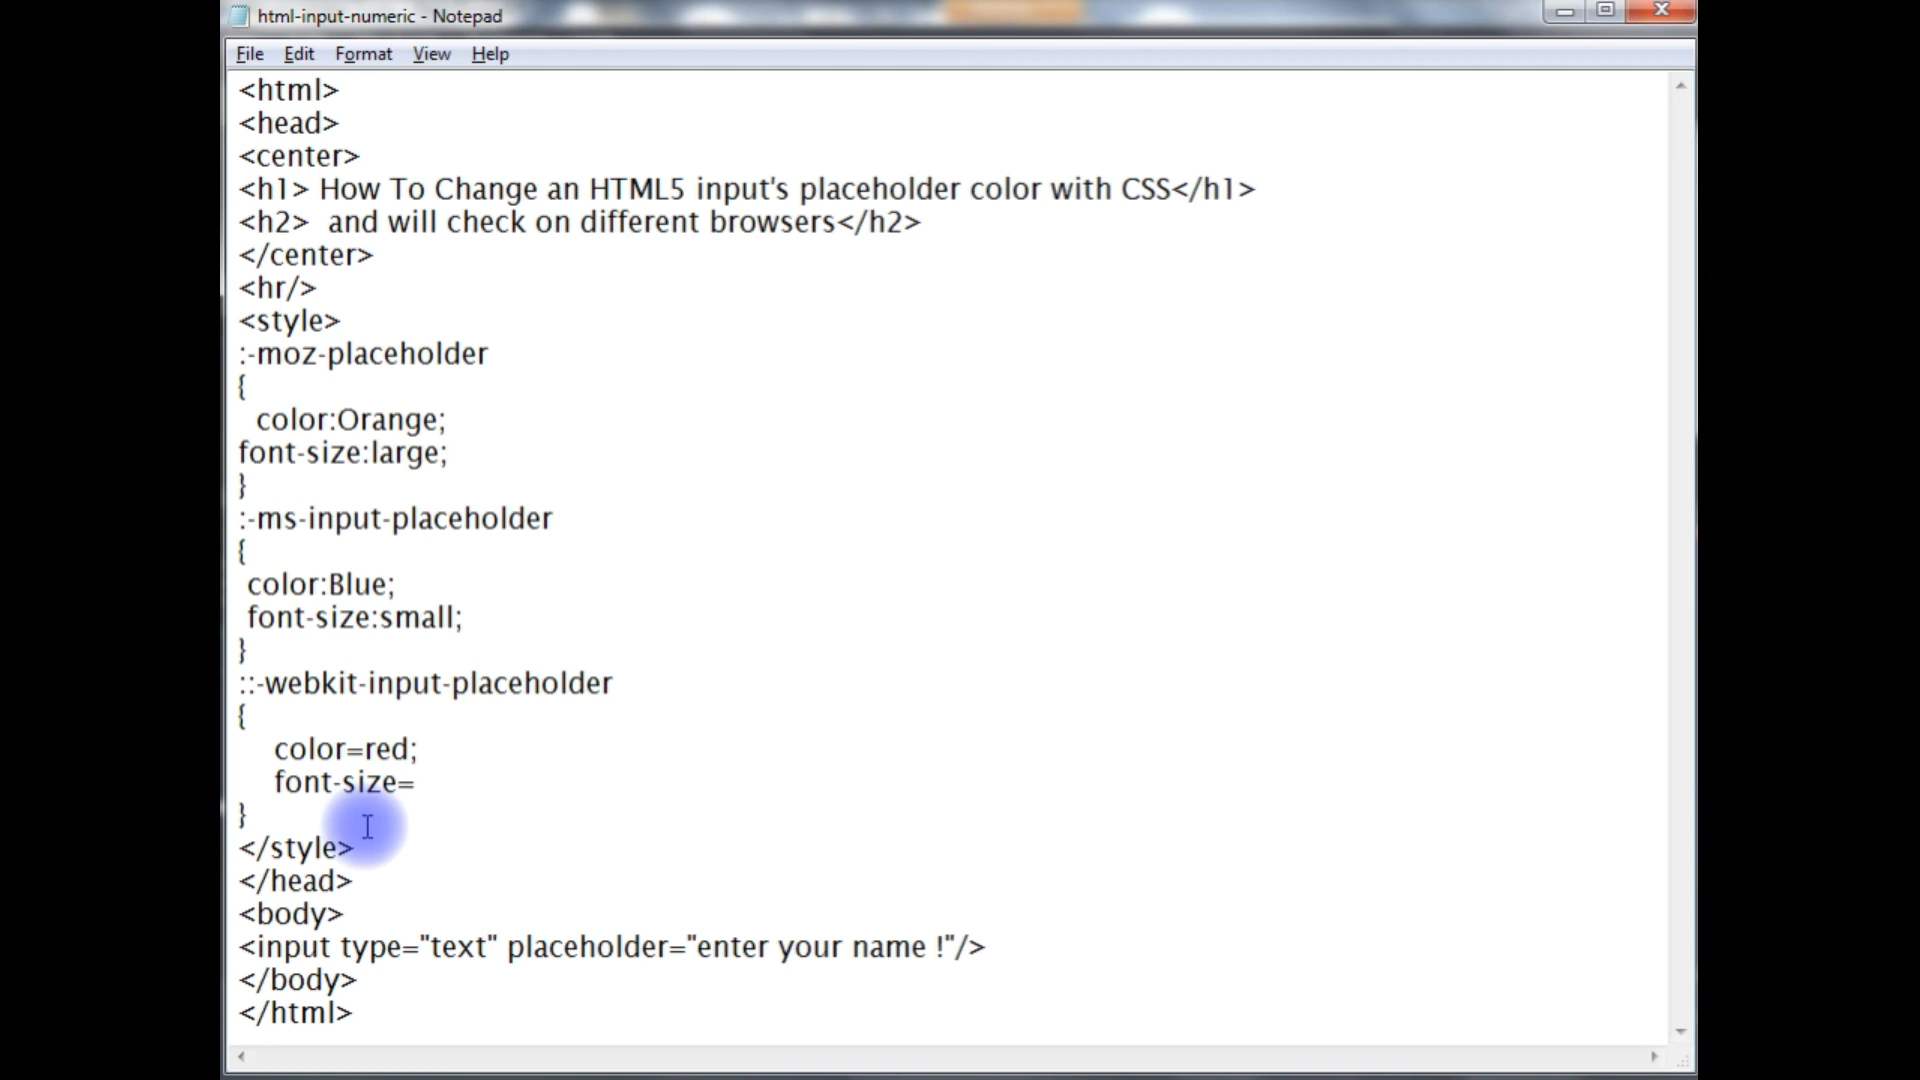 html-input-numeric - Notepad
File Edit Format View Help
<html>
<head>
<center>
<h1> How To Change an HTML5 input's placeholder color with CSS</h1>
<h2>  and will check on different browsers</h2>
</center>
<hr/>
<style>
:-moz-placeholder
{
  color:Orange;
font-size:large;
}
:-ms-input-placeholder
{
 color:Blue;
 font-size:small;
}
::-webkit-input-placeholder
{
    color=red;
    font-size=
}
</style>
</head>
<body>
<input type="text" placeholder="enter your name !"/>
</body>
</html>